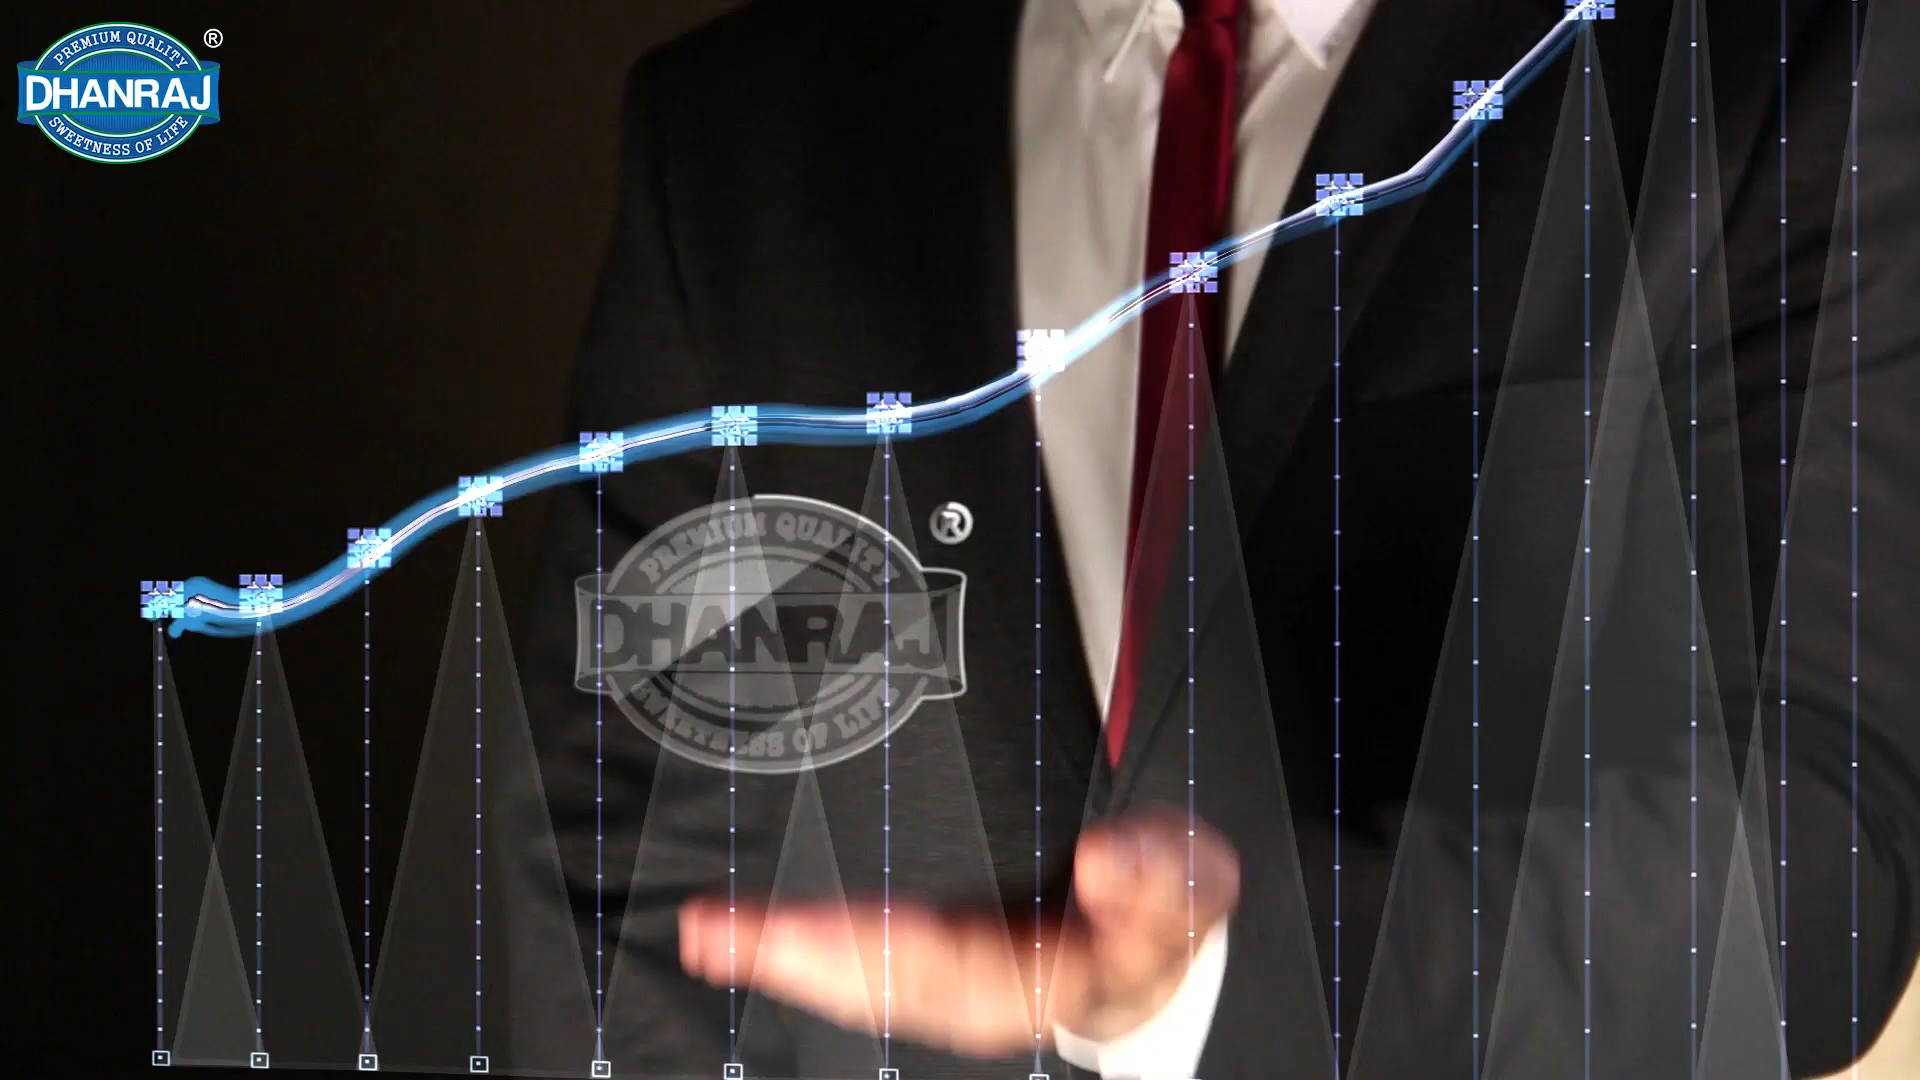 PREMIUM QUALITY
DHANRAJ
SWEETNESS OF LIFE
®
PREMIUM QUALITY
DHANRAJ
SWEETNESS OF LIFE
®